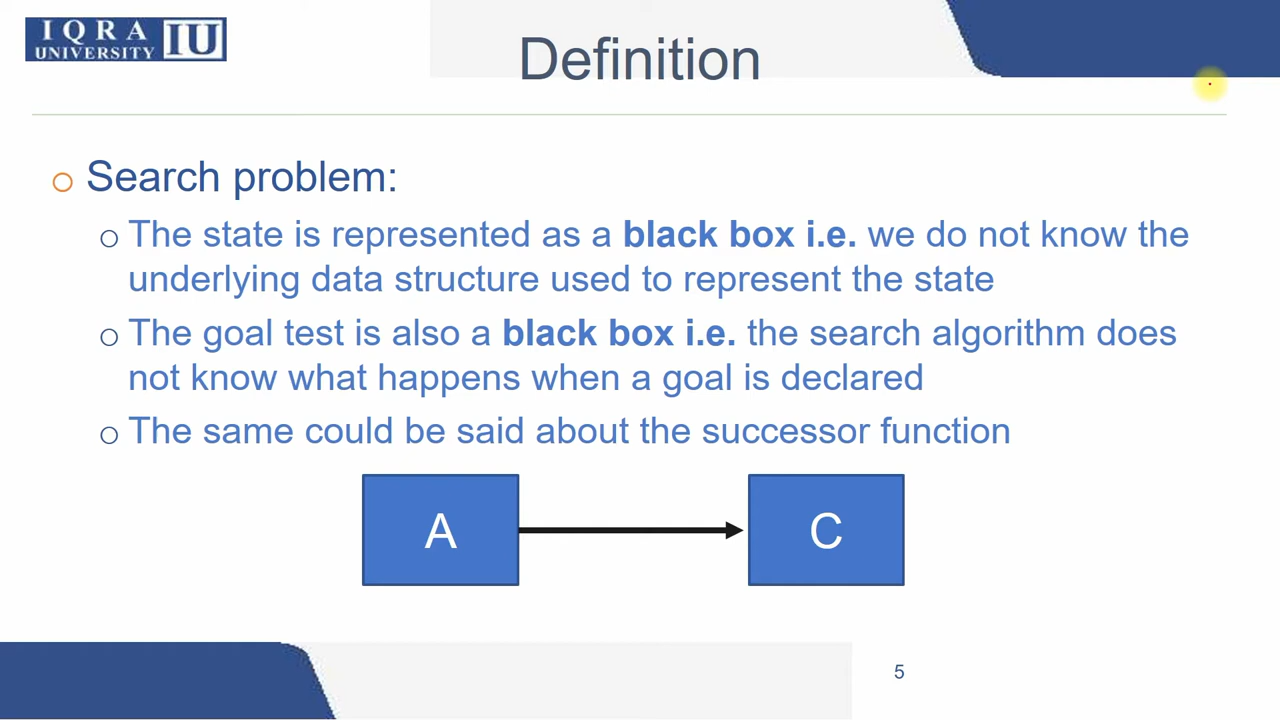 IQRA
UNIVERSITY IU
Definition
Search problem:
The state is represented as a black box i.e. we do not know the
underlying data structure used to represent the state
The goal test is also a black box i.e. the search algorithm does
not know what happens when a goal is declared
The same could be said about the successor function
A
C
5